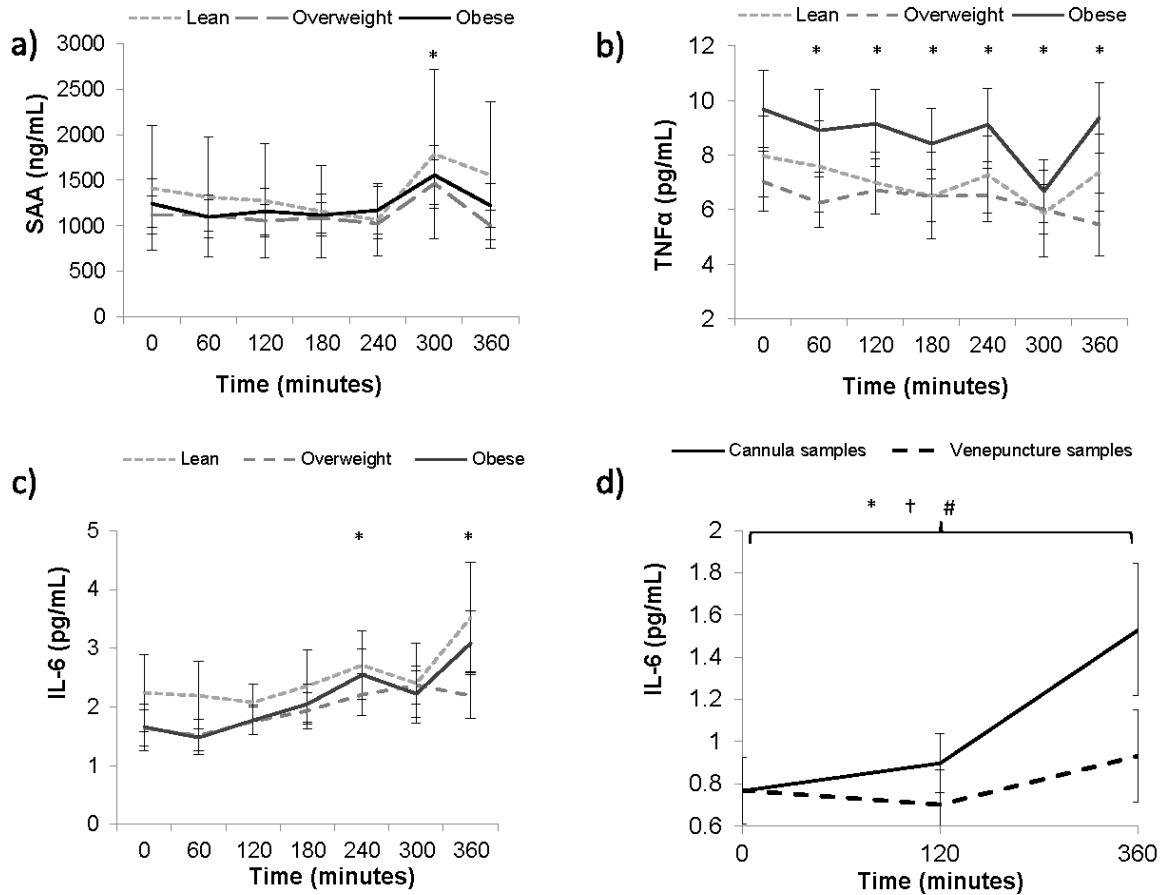 Lean Overweight Obese
a)
SAA (ng/mL)
3000
2500
2000
1500
1000
500
0
*
0 60 120 180 240 300 360
Time (minutes)
Lean Overweight Obese
b)
TNFα (pg/mL)
12
10
8
6
4
2
* * * * * *
0 60 120 180 240 300 360
Time (minutes)
Lean Overweight Obese
c)
IL-6 (pg/mL)
5
4
3
2
1
0
* *
0 60 120 180 240 300 360
Time (minutes)
Cannula samples Venepuncture samples
d)
* † #
IL-6 (pg/mL)
2
1.8
1.6
1.4
1.2
1
0.8
0.6
0 120 360
Time (minutes)